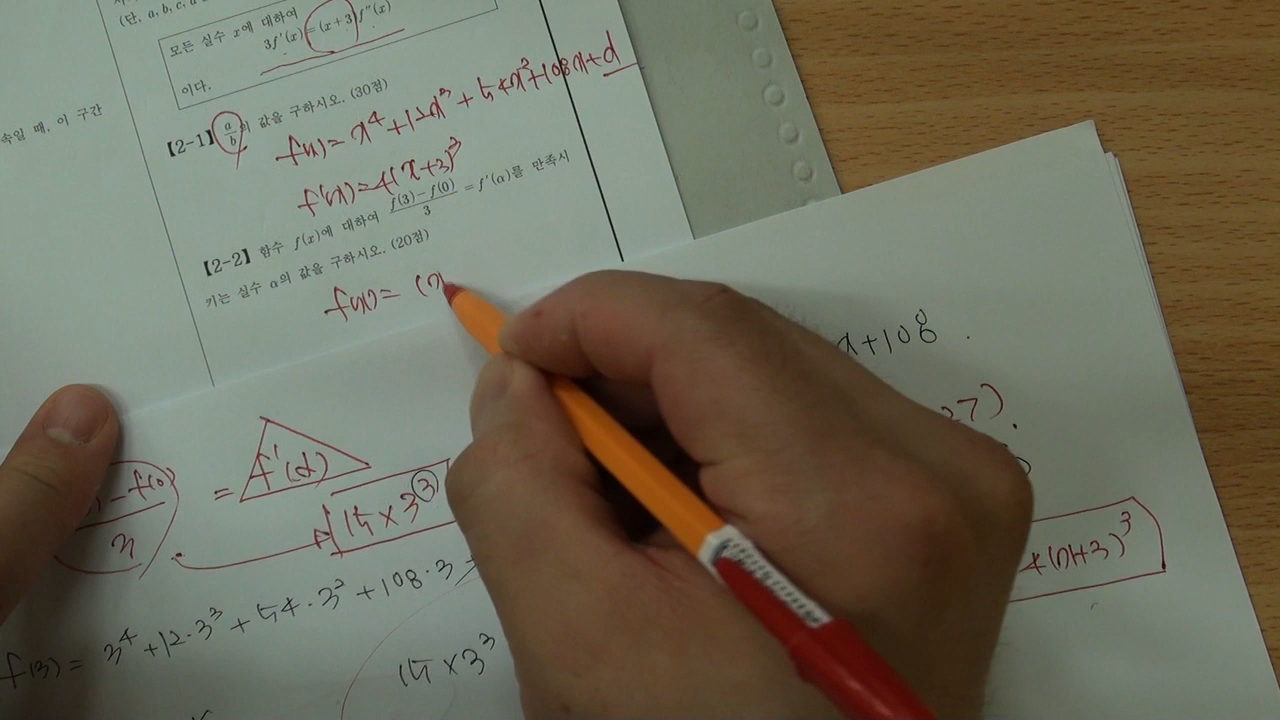 (단, a, b, c, d
모든 실수 x에 대하여
3f′(x)=(x+3)f″(x)
이다.
속일 때, 이 구간
【2-1】 a/b의 값을 구하시오. (30점)
f(x)= x⁴+12x³+54x²+108x+d
f′(x)=4(x+3)³
【2-2】 함수 f(x)에 대하여 (f(3)−f(0))/3 = f′(α)를 만족시
키는 실수 α의 값을 구하시오. (20점)
f(x)= (x
x+108
27).
−f(0)
3
= f′(α)
15×3³
4(x+3)³
f(3)= 3⁴+12·3³+54·3²+108·3
15×3³